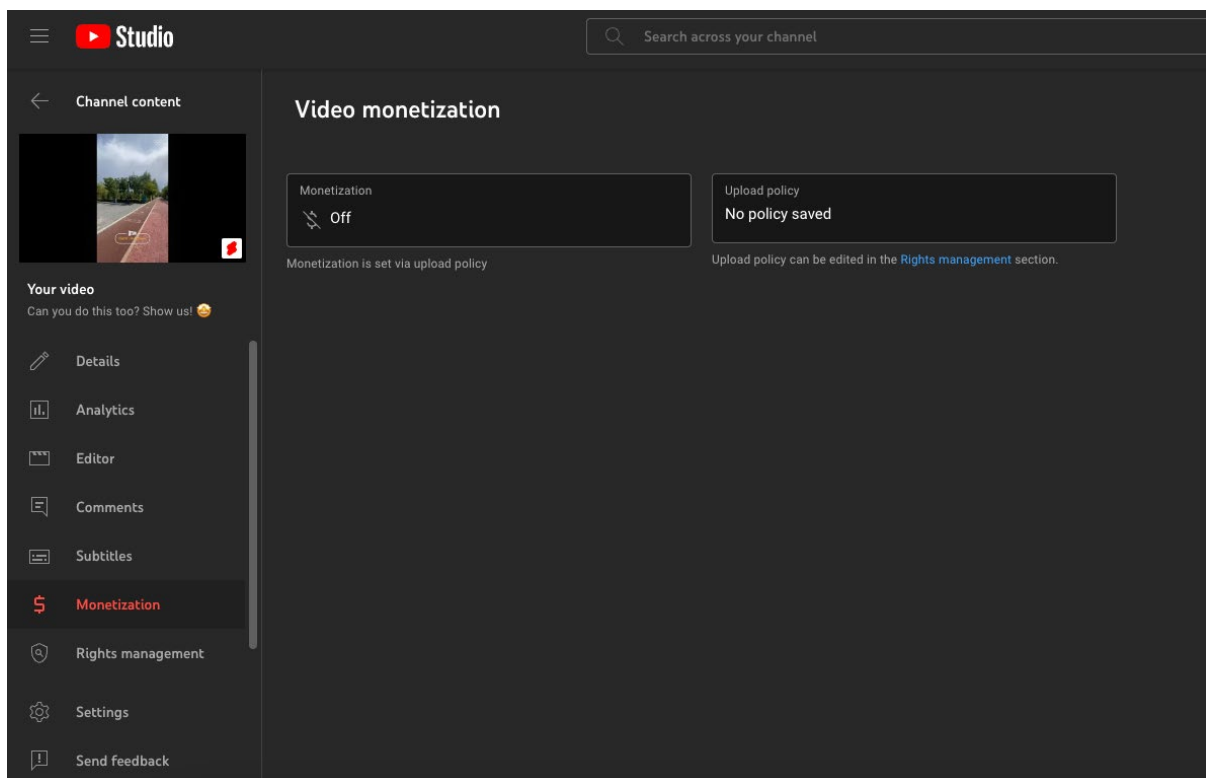 Studio
Search across your channel
Channel content
Your video
Can you do this too? Show us! 🤩
Details
Analytics
Editor
Comments
Subtitles
Monetization
Rights management
Settings
Send feedback
Video monetization
Monetization
Off
Monetization is set via upload policy
Upload policy
No policy saved
Upload policy can be edited in the Rights management section.